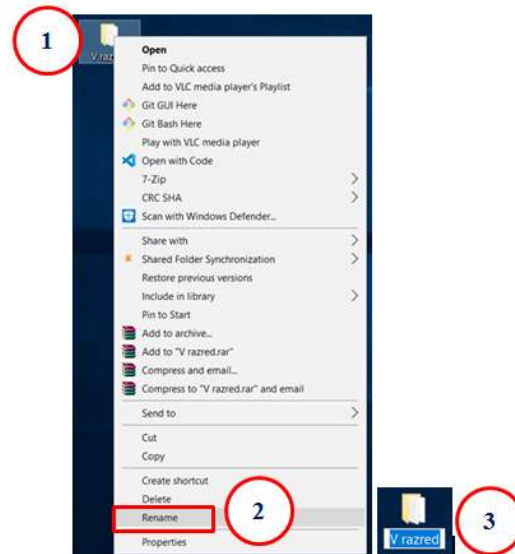 1
V raz
Open
Pin to Quick access
Add to VLC media player's Playlist
Git GUI Here
Git Bash Here
Play with VLC media player
Open with Code
7-Zip
CRC SHA
Scan with Windows Defender...
Share with
Shared Folder Synchronization
Restore previous versions
Include in library
Pin to Start
Add to archive...
Add to "V razred.rar"
Compress and email...
Compress to "V razred.rar" and email
Send to
Cut
Copy
Create shortcut
Delete
Rename
2
Properties
V razred
3